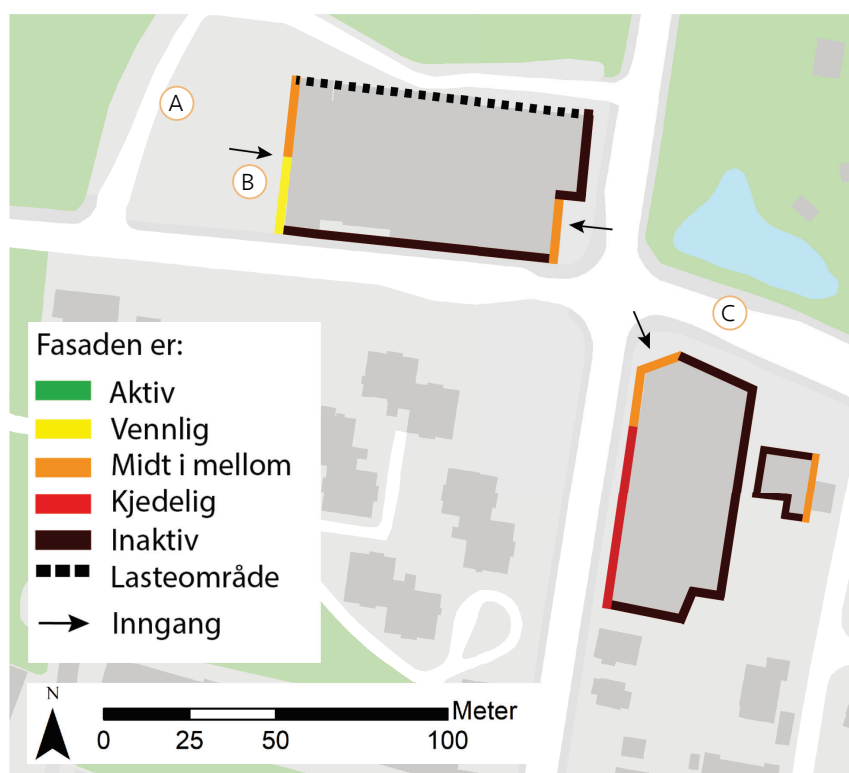 A
B
C
Fasaden er:
Aktiv
Vennlig
Midt i mellom
Kjedelig
Inaktiv
Lasteområde
Inngang
N
Meter
0 25 50 100